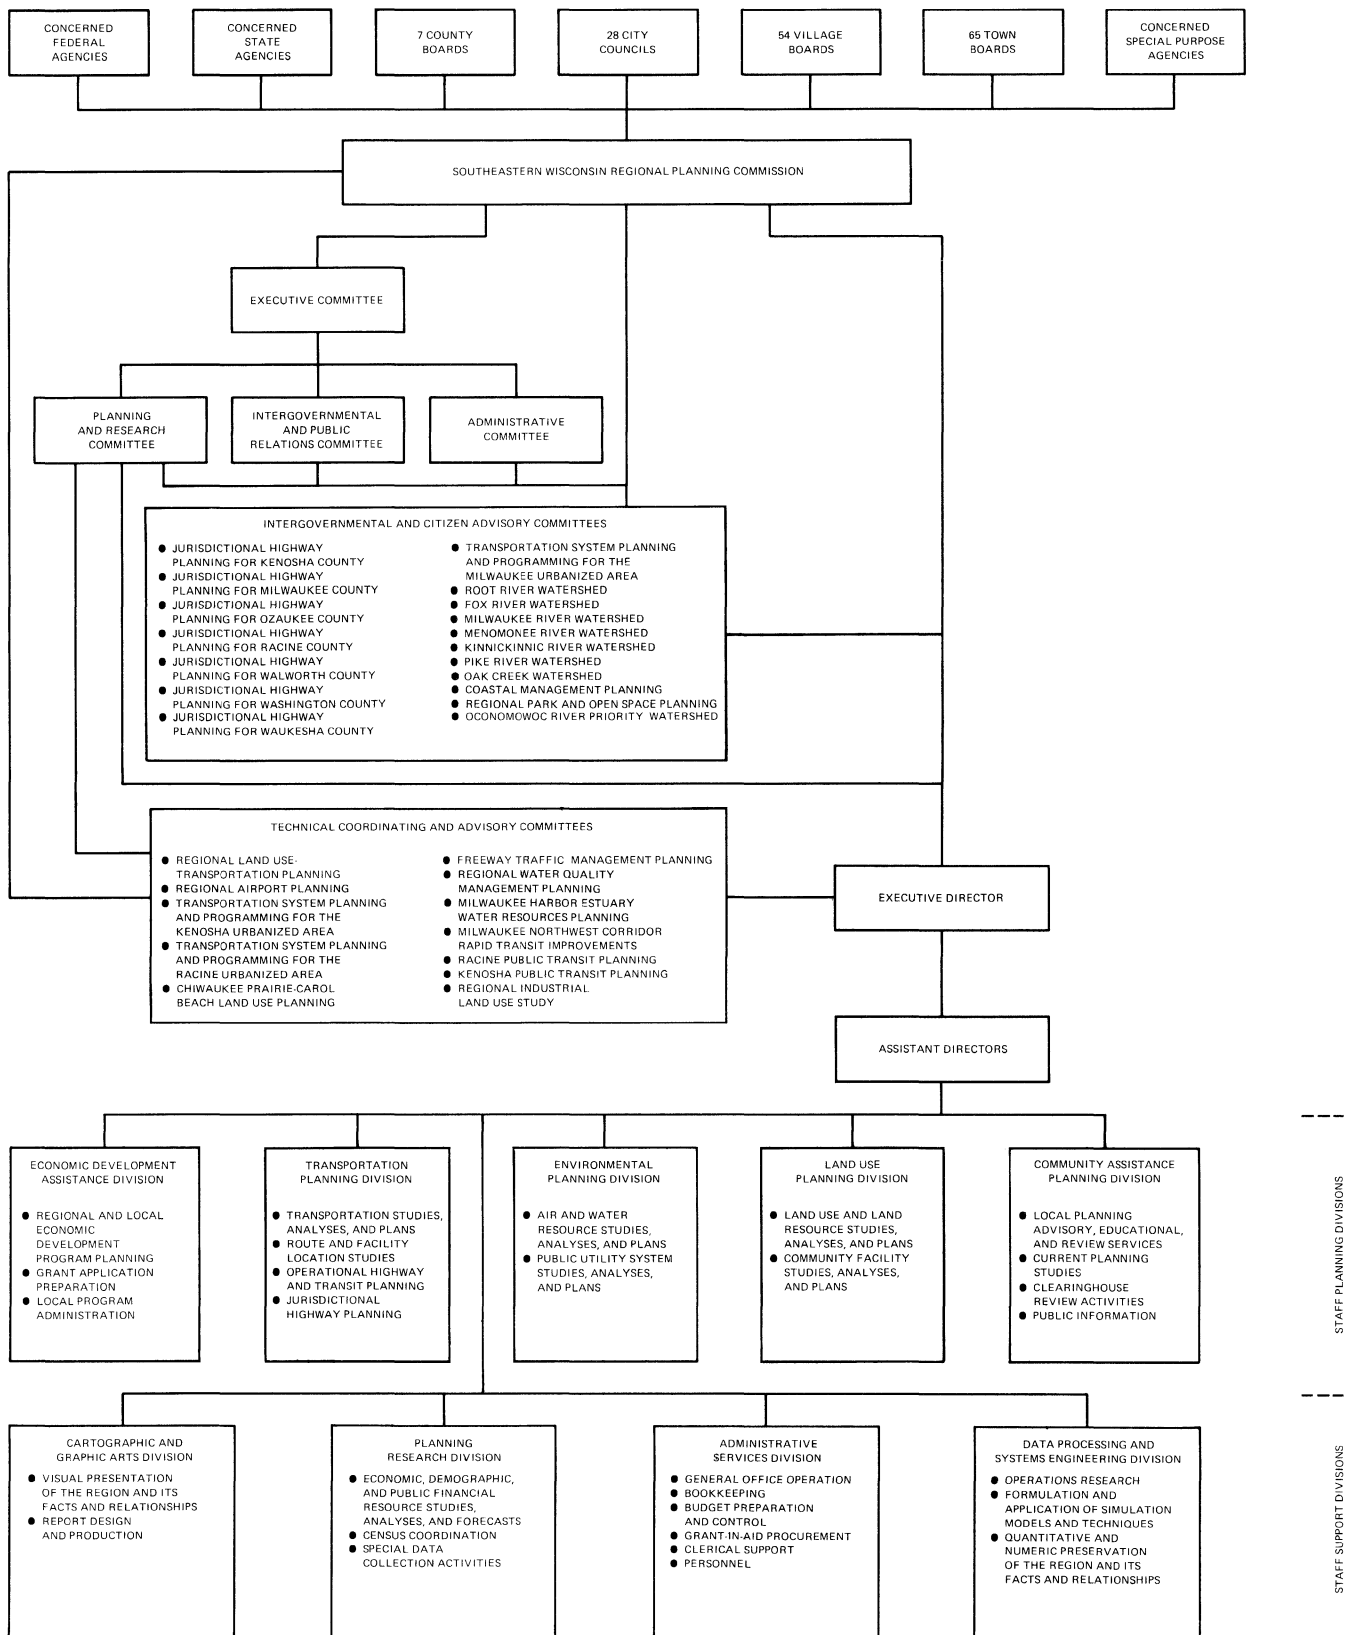 CONCERNED
FEDERAL
AGENCIES
CONCERNED
STATE
AGENCIES
7 COUNTY
BOARDS
28 CITY
COUNCILS
54 VILLAGE
BOARDS
65 TOWN
BOARDS
CONCERNED
SPECIAL PURPOSE
AGENCIES
SOUTHEASTERN WISCONSIN REGIONAL PLANNING COMMISSION
EXECUTIVE COMMITTEE
PLANNING
AND RESEARCH
COMMITTEE
INTERGOVERNMENTAL
AND PUBLIC
RELATIONS COMMITTEE
ADMINISTRATIVE
COMMITTEE
INTERGOVERNMENTAL AND CITIZEN ADVISORY COMMITTEES
● JURISDICTIONAL HIGHWAY
PLANNING FOR KENOSHA COUNTY
● JURISDICTIONAL HIGHWAY
PLANNING FOR MILWAUKEE COUNTY
● JURISDICTIONAL HIGHWAY
PLANNING FOR OZAUKEE COUNTY
● JURISDICTIONAL HIGHWAY
PLANNING FOR RACINE COUNTY
● JURISDICTIONAL HIGHWAY
PLANNING FOR WALWORTH COUNTY
● JURISDICTIONAL HIGHWAY
PLANNING FOR WASHINGTON COUNTY
● JURISDICTIONAL HIGHWAY
PLANNING FOR WAUKESHA COUNTY
● TRANSPORTATION SYSTEM PLANNING
AND PROGRAMMING FOR THE
MILWAUKEE URBANIZED AREA
● ROOT RIVER WATERSHED
● FOX RIVER WATERSHED
● MILWAUKEE RIVER WATERSHED
● MENOMONEE RIVER WATERSHED
● KINNICKINNIC RIVER WATERSHED
● PIKE RIVER WATERSHED
● OAK CREEK WATERSHED
● COASTAL MANAGEMENT PLANNING
● REGIONAL PARK AND OPEN SPACE PLANNING
● OCONOMOWOC RIVER PRIORITY WATERSHED
TECHNICAL COORDINATING AND ADVISORY COMMITTEES
● REGIONAL LAND USE-
TRANSPORTATION PLANNING
● REGIONAL AIRPORT PLANNING
● TRANSPORTATION SYSTEM PLANNING
AND PROGRAMMING FOR THE
KENOSHA URBANIZED AREA
● TRANSPORTATION SYSTEM PLANNING
AND PROGRAMMING FOR THE
RACINE URBANIZED AREA
● CHIWAUKEE PRAIRIE-CAROL
BEACH LAND USE PLANNING
● FREEWAY TRAFFIC MANAGEMENT PLANNING
● REGIONAL WATER QUALITY
MANAGEMENT PLANNING
● MILWAUKEE HARBOR ESTUARY
WATER RESOURCES PLANNING
● MILWAUKEE NORTHWEST CORRIDOR
RAPID TRANSIT IMPROVEMENTS
● RACINE PUBLIC TRANSIT PLANNING
● KENOSHA PUBLIC TRANSIT PLANNING
● REGIONAL INDUSTRIAL
LAND USE STUDY
EXECUTIVE DIRECTOR
ASSISTANT DIRECTORS
ECONOMIC DEVELOPMENT
ASSISTANCE DIVISION
● REGIONAL AND LOCAL
ECONOMIC
DEVELOPMENT
PROGRAM PLANNING
● GRANT APPLICATION
PREPARATION
● LOCAL PROGRAM
ADMINISTRATION
TRANSPORTATION
PLANNING DIVISION
● TRANSPORTATION STUDIES,
ANALYSES, AND PLANS
● ROUTE AND FACILITY
LOCATION STUDIES
● OPERATIONAL HIGHWAY
AND TRANSIT PLANNING
● JURISDICTIONAL
HIGHWAY PLANNING
ENVIRONMENTAL
PLANNING DIVISION
● AIR AND WATER
RESOURCE STUDIES,
ANALYSES, AND PLANS
● PUBLIC UTILITY SYSTEM
STUDIES, ANALYSES,
AND PLANS
LAND USE
PLANNING DIVISION
● LAND USE AND LAND
RESOURCE STUDIES,
ANALYSES, AND PLANS
● COMMUNITY FACILITY
STUDIES, ANALYSES,
AND PLANS
COMMUNITY ASSISTANCE
PLANNING DIVISION
● LOCAL PLANNING
ADVISORY, EDUCATIONAL,
AND REVIEW SERVICES
● CURRENT PLANNING
STUDIES
● CLEARINGHOUSE
REVIEW ACTIVITIES
● PUBLIC INFORMATION
STAFF PLANNING DIVISIONS
CARTOGRAPHIC AND
GRAPHIC ARTS DIVISION
● VISUAL PRESENTATION
OF THE REGION AND ITS
FACTS AND RELATIONSHIPS
● REPORT DESIGN
AND PRODUCTION
PLANNING
RESEARCH DIVISION
● ECONOMIC, DEMOGRAPHIC,
AND PUBLIC FINANCIAL
RESOURCE STUDIES,
ANALYSES, AND FORECASTS
● CENSUS COORDINATION
● SPECIAL DATA
COLLECTION ACTIVITIES
ADMINISTRATIVE
SERVICES DIVISION
● GENERAL OFFICE OPERATION
● BOOKKEEPING
● BUDGET PREPARATION
AND CONTROL
● GRANT-IN-AID PROCUREMENT
● CLERICAL SUPPORT
● PERSONNEL
DATA PROCESSING AND
SYSTEMS ENGINEERING DIVISION
● OPERATIONS RESEARCH
● FORMULATION AND
APPLICATION OF SIMULATION
MODELS AND TECHNIQUES
● QUANTITATIVE AND
NUMERIC PRESERVATION
OF THE REGION AND ITS
FACTS AND RELATIONSHIPS
STAFF SUPPORT DIVISIONS